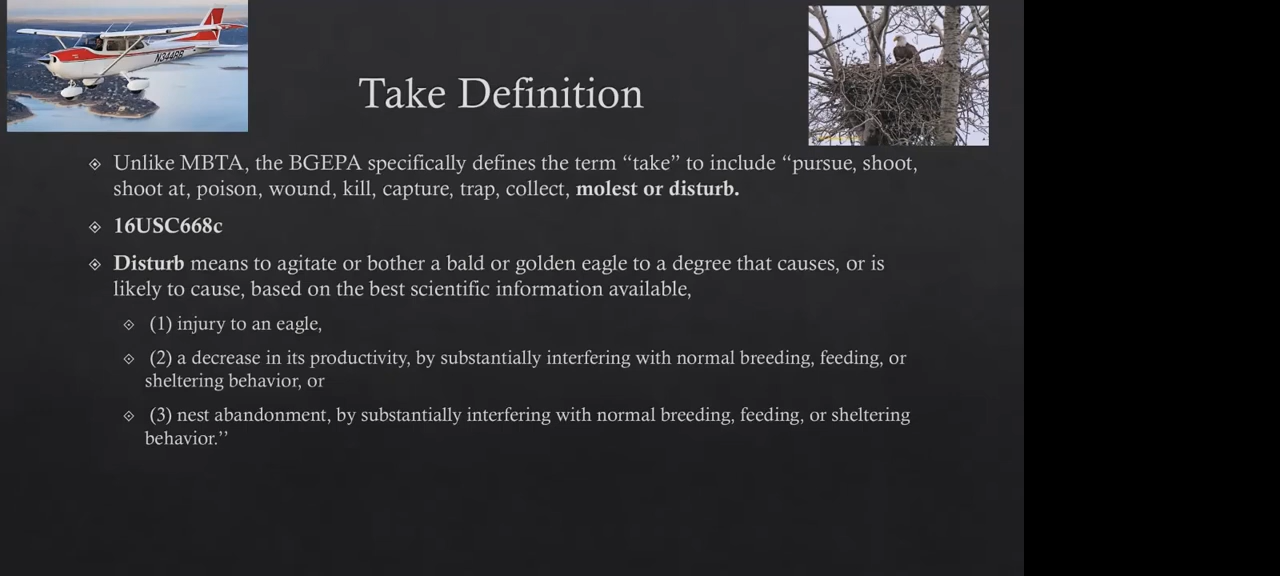 N344RR
Take Definition
Unlike MBTA, the BGEPA specifically defines the term “take” to include “pursue, shoot,
shoot at, poison, wound, kill, capture, trap, collect, molest or disturb.
16USC668c
Disturb means to agitate or bother a bald or golden eagle to a degree that causes, or is
likely to cause, based on the best scientific information available,
(1) injury to an eagle,
(2) a decrease in its productivity, by substantially interfering with normal breeding, feeding, or
sheltering behavior, or
(3) nest abandonment, by substantially interfering with normal breeding, feeding, or sheltering
behavior.’’